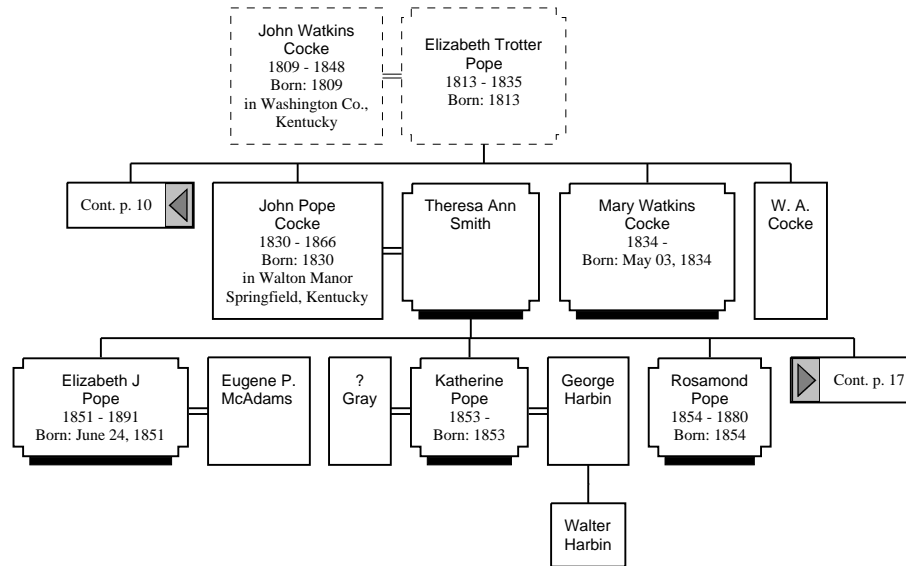 John Watkins
Cocke
1809 - 1848
Born: 1809
in Washington Co.,
Kentucky
Elizabeth Trotter
Pope
1813 - 1835
Born: 1813
Cont. p. 10
John Pope
Cocke
1830 - 1866
Born: 1830
in Walton Manor
Springfield, Kentucky
Theresa Ann
Smith
Mary Watkins
Cocke
1834 -
Born: May 03, 1834
W. A.
Cocke
Elizabeth J
Pope
1851 - 1891
Born: June 24, 1851
Eugene P.
McAdams
?
Gray
Katherine
Pope
1853 -
Born: 1853
George
Harbin
Rosamond
Pope
1854 - 1880
Born: 1854
Cont. p. 17
Walter
Harbin